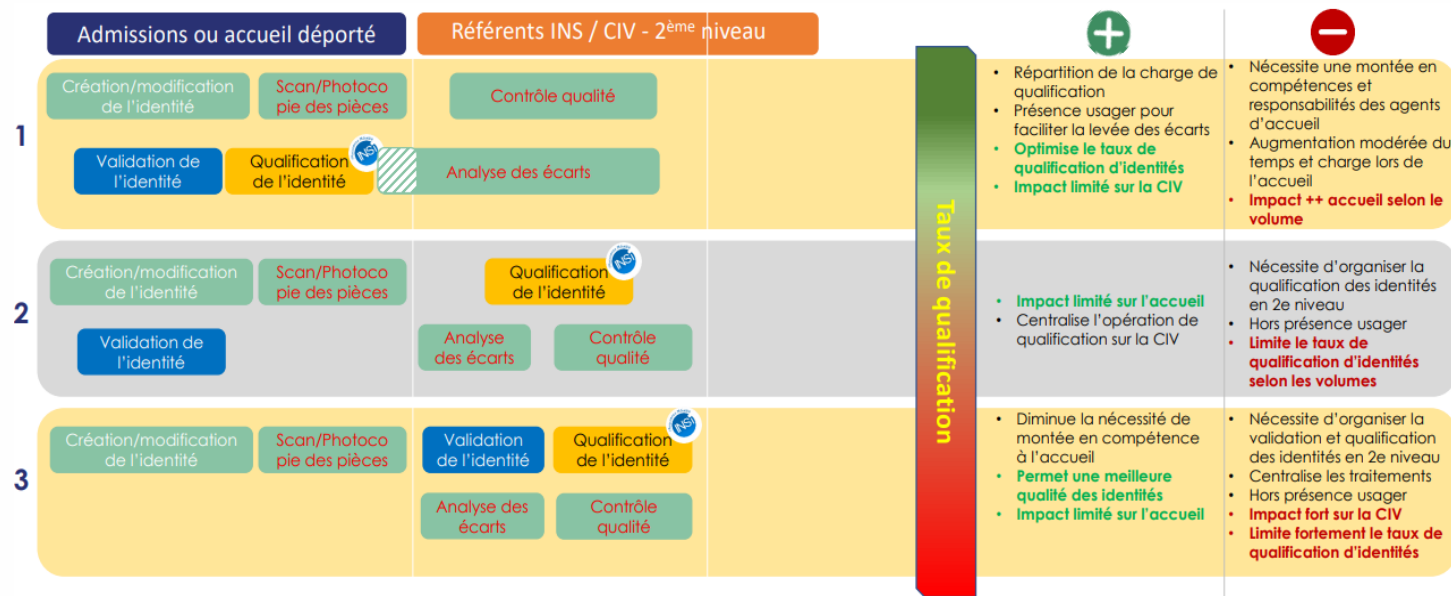 Admissions ou accueil déporté
Référents INS / CIV - 2ème niveau
1
Création/modification
de l'identité
Scan/Photoco
pie des pièces
Contrôle qualité
Validation de
l'identité
Qualification
de l'identité
INSi
Analyse des écarts
• Répartition de la charge de
qualification
• Présence usager pour
faciliter la levée des écarts
• Optimise le taux de
qualification d'identités
• Impact limité sur la CIV
• Nécessite une montée en
compétences et
responsabilités des agents
d'accueil
• Augmentation modérée du
temps et charge lors de
l'accueil
• Impact ++ accueil selon le
volume
2
Création/modification
de l'identité
Scan/Photoco
pie des pièces
Qualification
de l'identité
INSi
Validation de
l'identité
Analyse
des écarts
Contrôle
qualité
Taux de qualification
• Impact limité sur l'accueil
• Centralise l'opération de
qualification sur la CIV
• Nécessite d'organiser la
qualification des identités
en 2e niveau
• Hors présence usager
• Limite le taux de
qualification d'identités
selon les volumes
3
Création/modification
de l'identité
Scan/Photoco
pie des pièces
Validation
de l'identité
Qualification
de l'identité
INSi
Analyse des
écarts
Contrôle
qualité
• Diminue la nécessité de
montée en compétence
à l'accueil
• Permet une meilleure
qualité des identités
• Impact limité sur l'accueil
• Nécessite d'organiser la
validation et qualification
des identités en 2e niveau
• Centralise les traitements
• Hors présence usager
• Impact fort sur la CIV
• Limite fortement le taux de
qualification d'identités